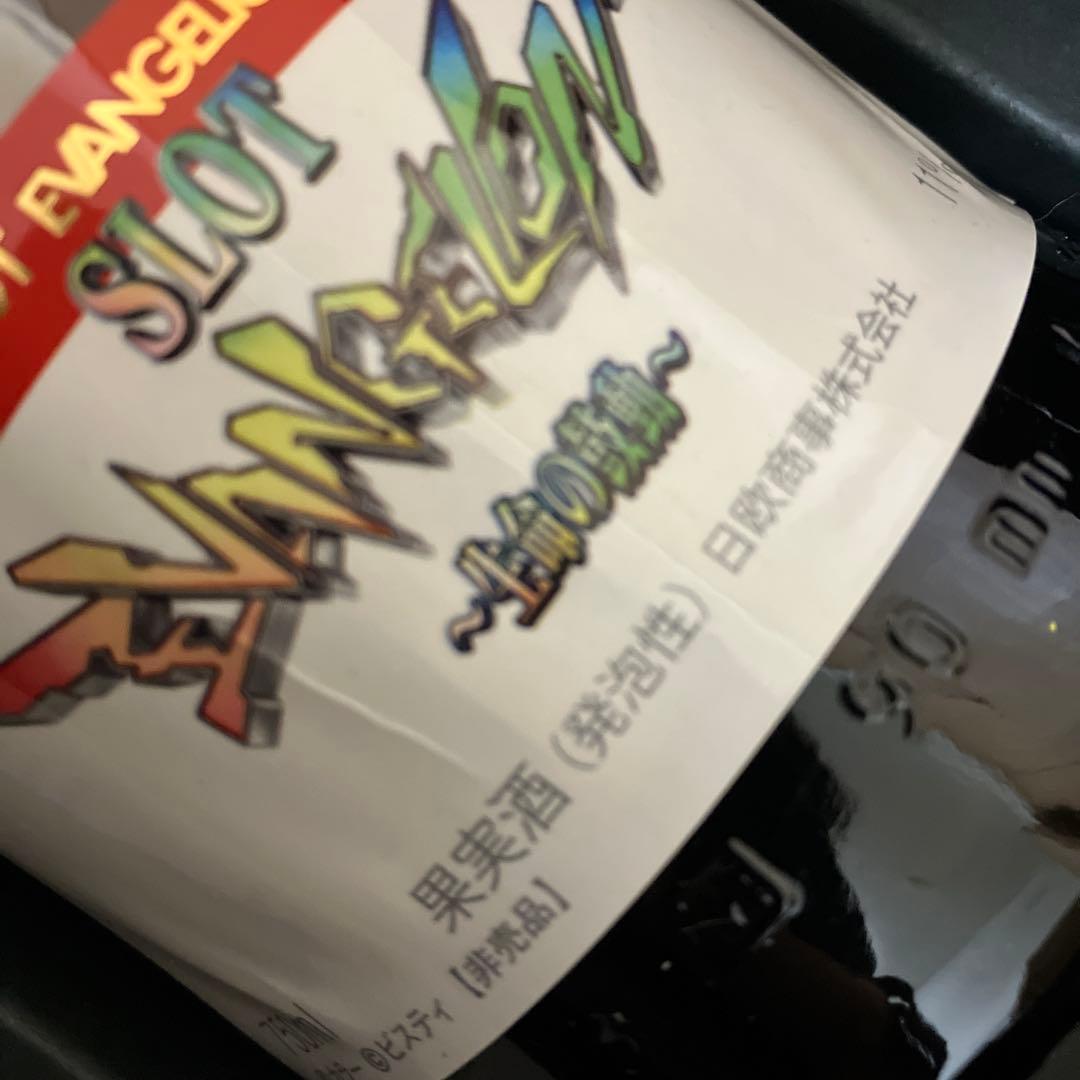 EVANGELIO
SLOT
EVANGELION
~生命の鼓動~
果実酒(発泡性) 日欧商事株式会社
【非売品】
750ml
©ビスティ